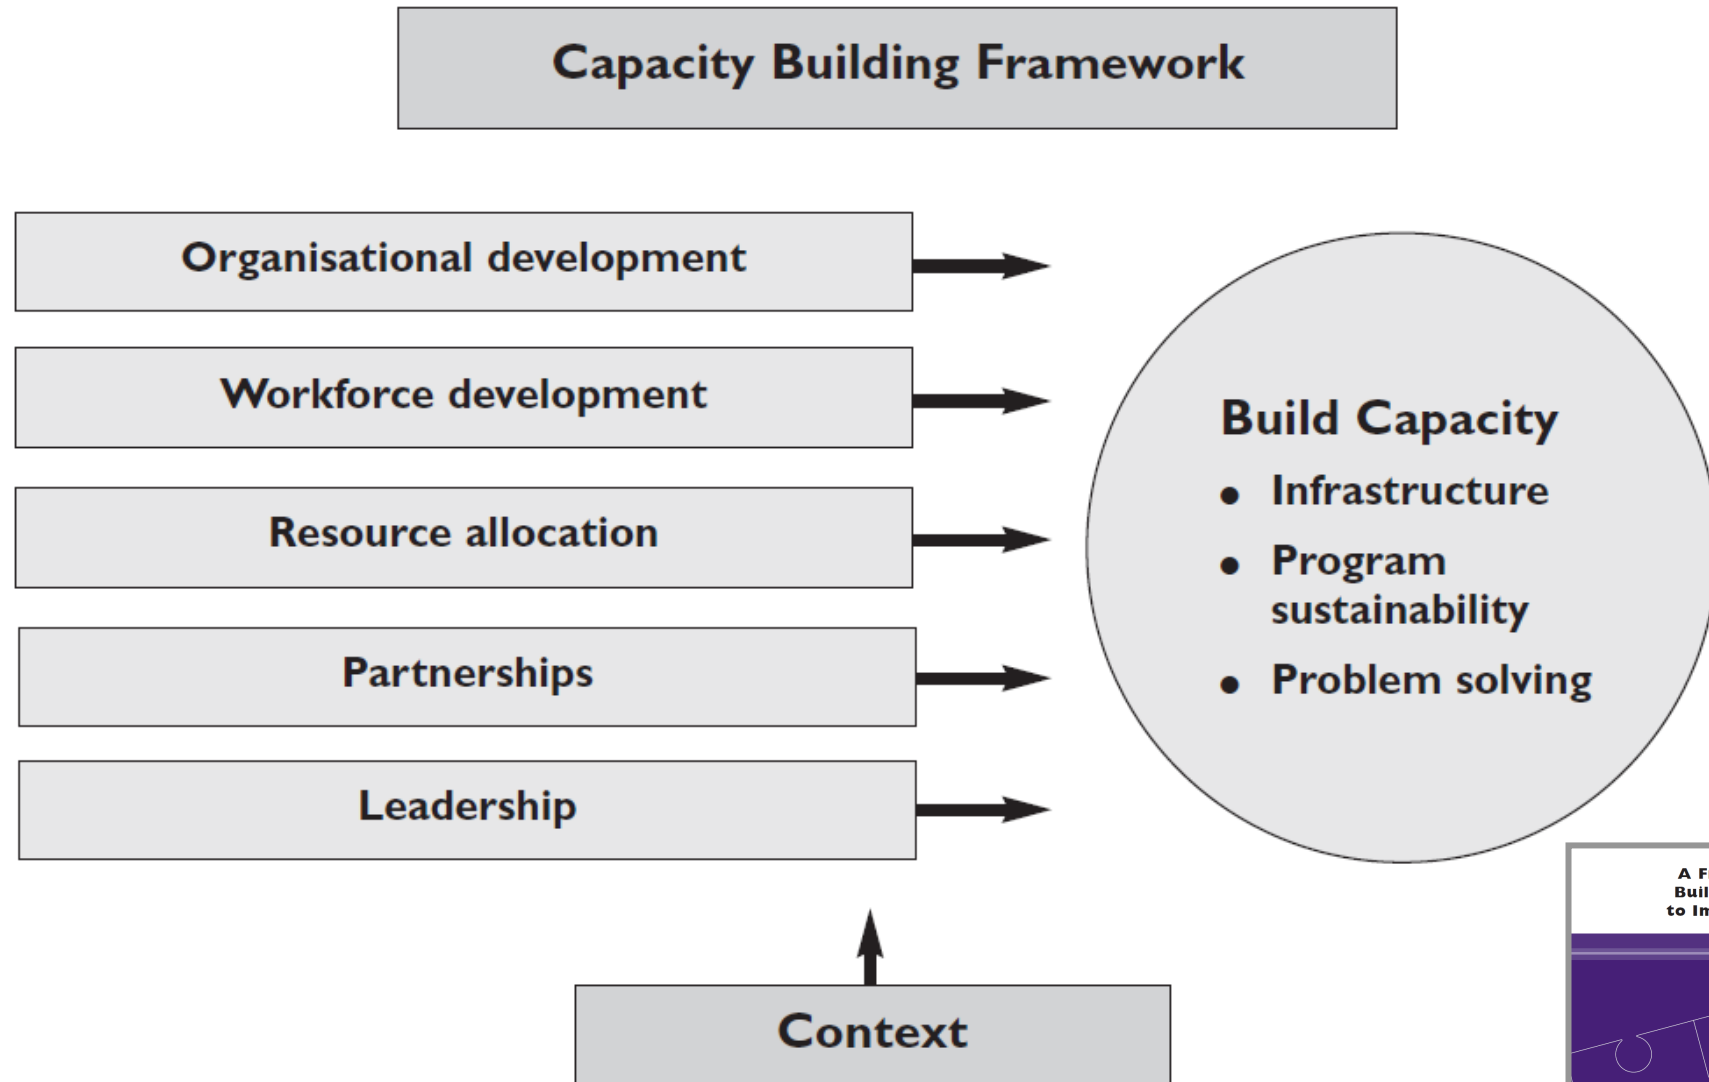 Capacity Building Framework
Organisational development
Workforce development
Resource allocation
Partnerships
Leadership
Build Capacity
• Infrastructure
• Program
sustainability
• Problem solving
Context
A
to